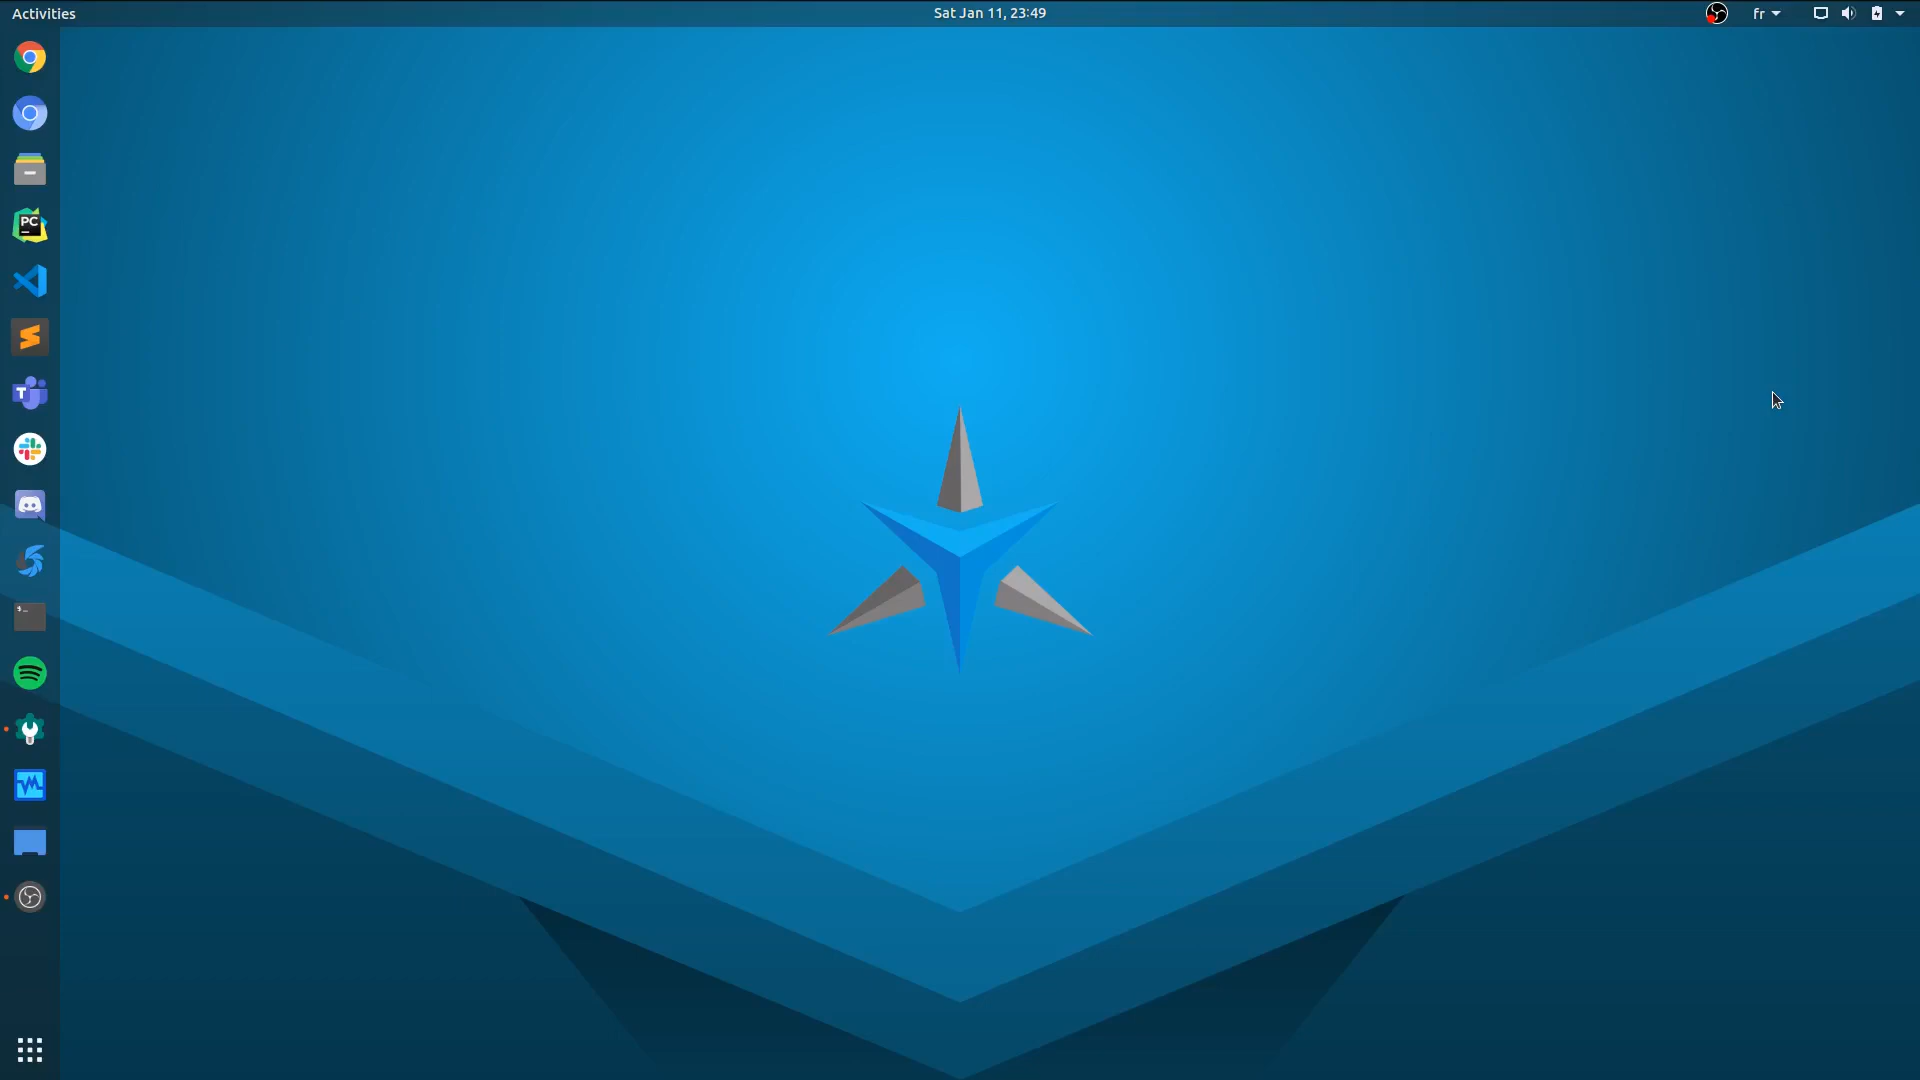 Activities
Sat Jan 11, 23:49
fr
PC
T
$_